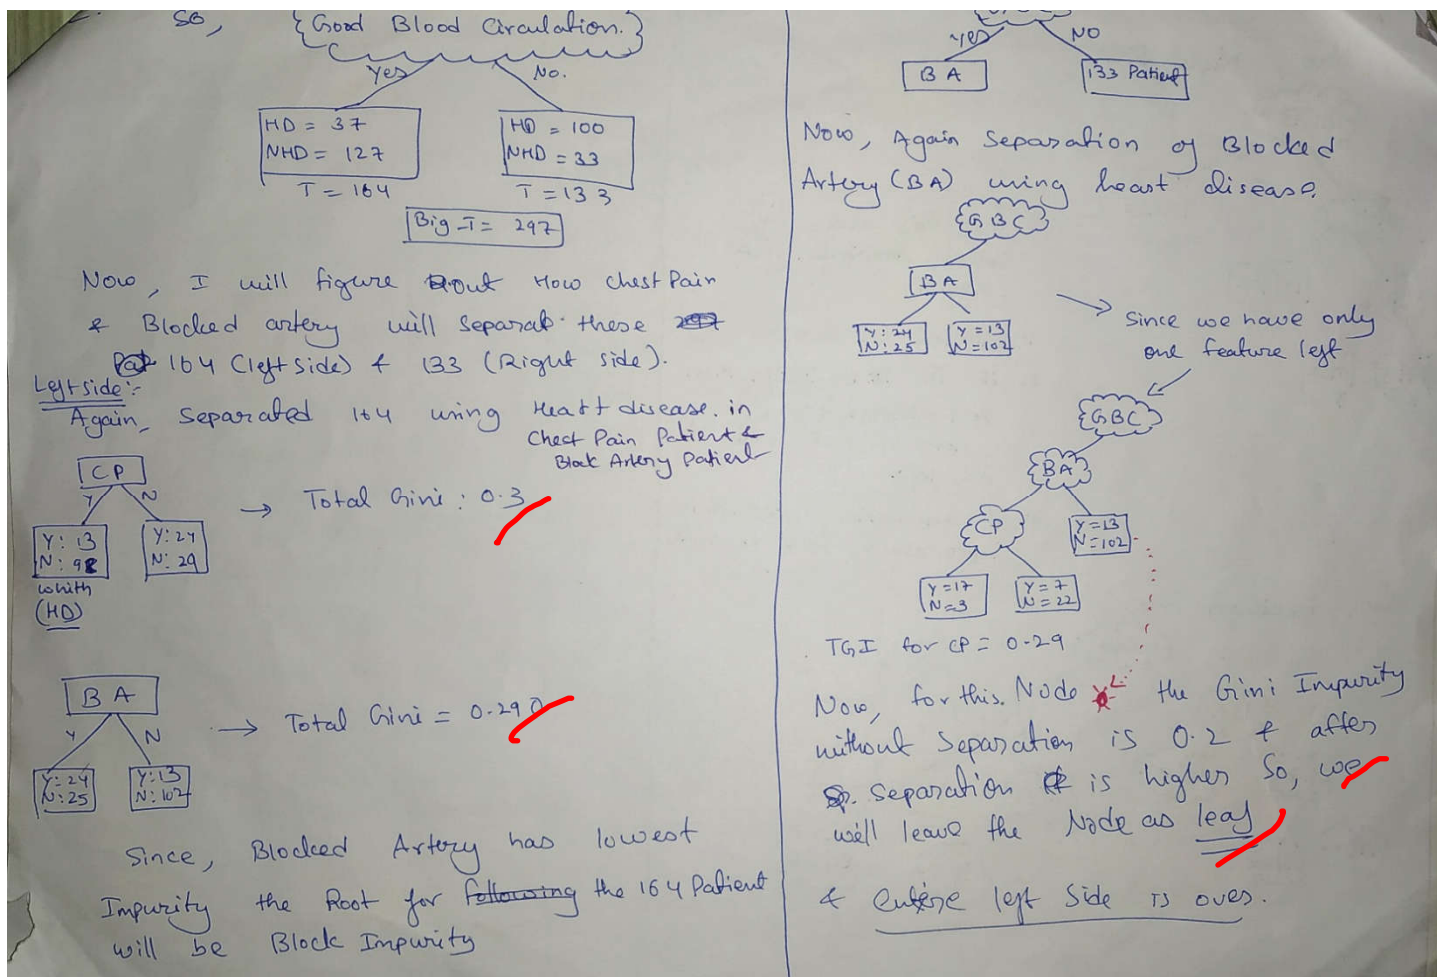 So, Good Blood Circulation.
Yes No.
HD = 37
NHD = 127
T = 164
HD = 100
NHD = 33
T = 133
Big-T = 297
Now, I will figure out How Chest Pain
& Blocked artery will Separat these
164 (left side) & 133 (Right side).
Left side:-
Again, Separated 164 using Heart disease. in
Chest Pain Patient &
Block Artery Patient
CP
Y N
Y: 13
N: 98
Y: 24
N: 29
whith
(HD)
→ Total Gini: 0.3
BA
Y N
Y: 24
N: 25
Y: 13
N: 102
→ Total Gini = 0.290
Since, Blocked Artery has lowest
Impurity the Root for following the 164 Patient
will be Block Impurity
Yes NO
BA
133 Patient
Now, Again Separation of Blocked
Artery (BA) using heart disease.
GBC
BA
Y: 24
N: 25
Y = 13
N = 102
→ Since we have only
one feature left
GBC
BA
CP
Y = 13
N = 102
Y = 17
N = 3
Y = 7
N = 22
TGI for CP = 0.29
Now, for this Node the Gini Impurity
without Separation is 0.2 & after
Separation is higher So, we
will leave the Node as leaf
& entire left Side is over.